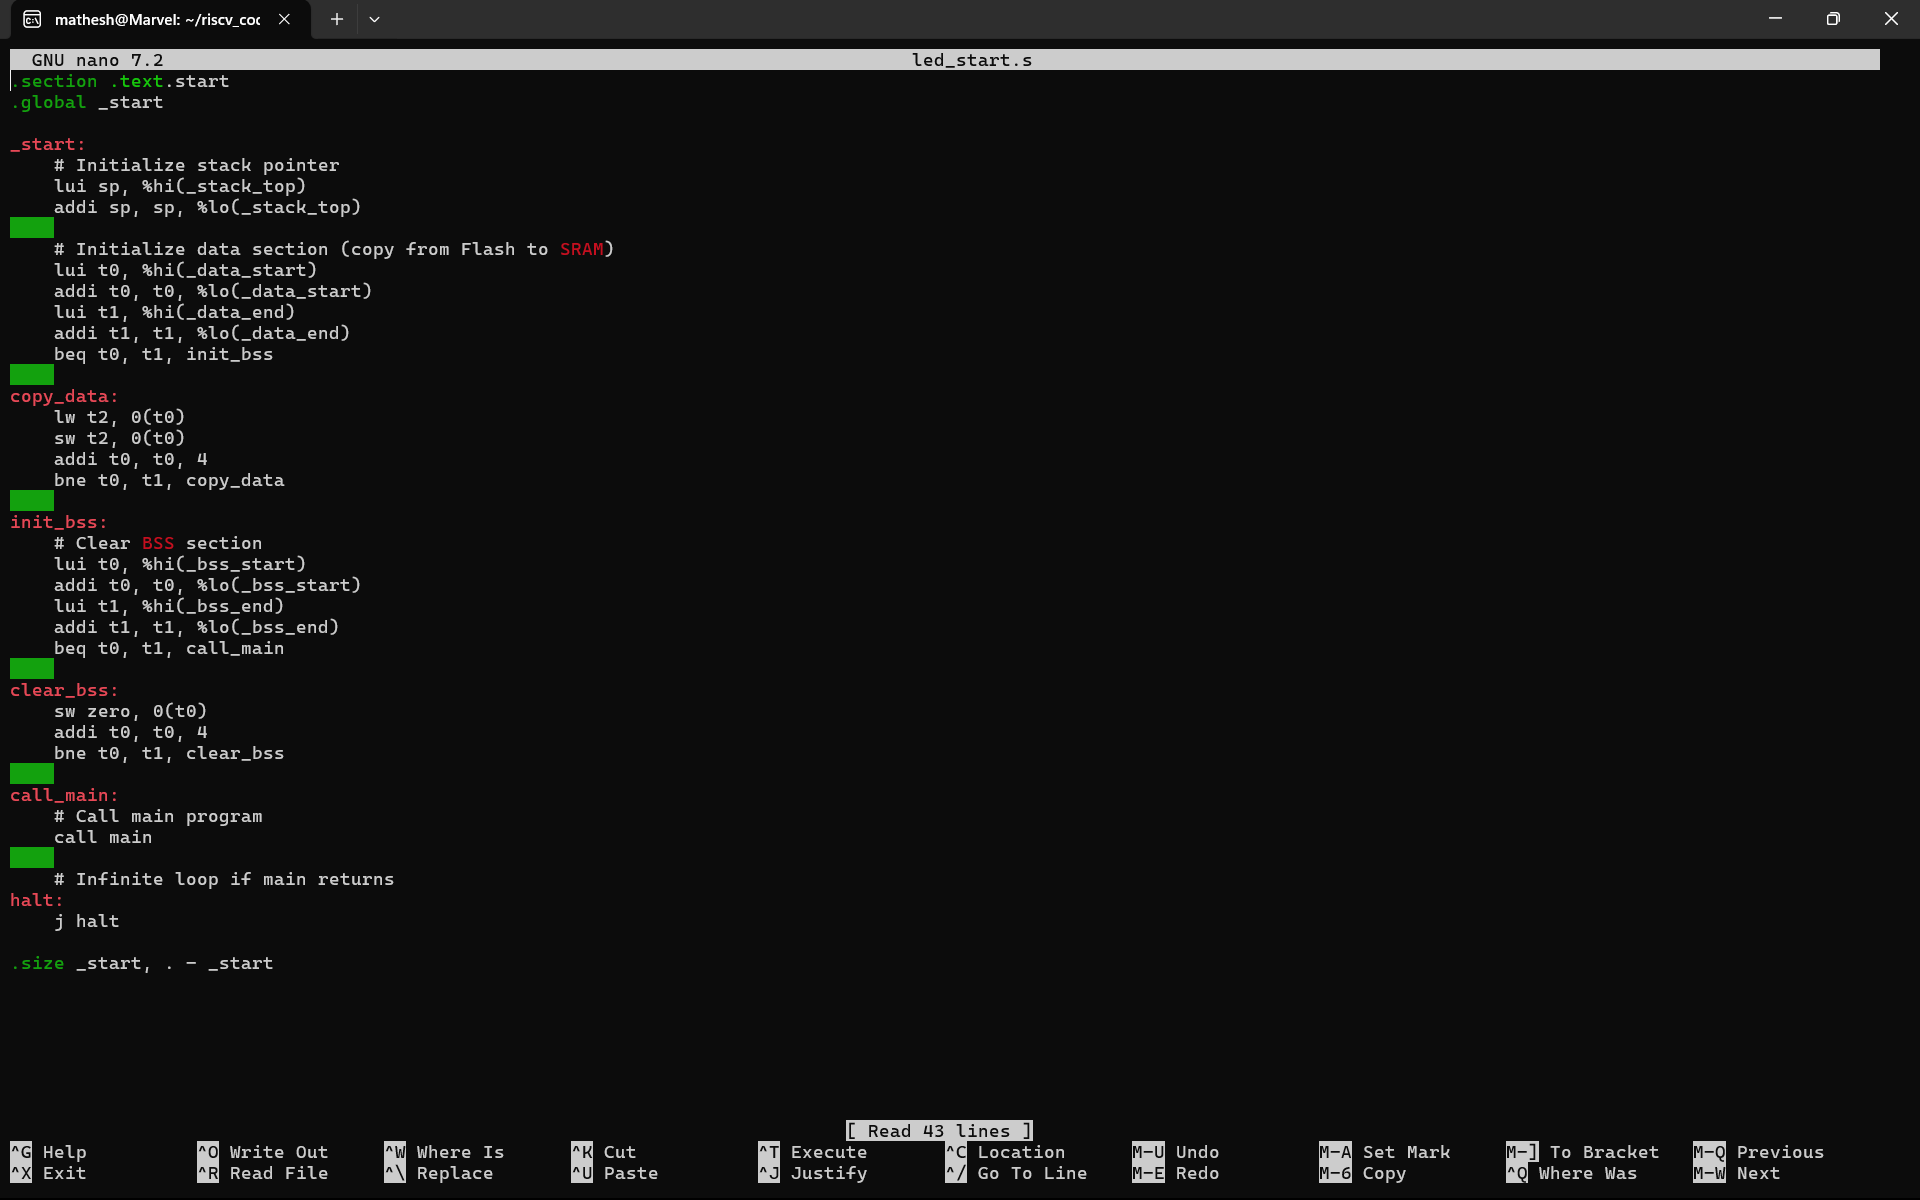 mathesh@Marvel: ~/riscv_co
GNU nano 7.2 led_start.s
.section .text.start
.global _start
_start:
    # Initialize stack pointer
    lui sp, %hi(_stack_top)
    addi sp, sp, %lo(_stack_top)
    # Initialize data section (copy from Flash to SRAM)
    lui t0, %hi(_data_start)
    addi t0, t0, %lo(_data_start)
    lui t1, %hi(_data_end)
    addi t1, t1, %lo(_data_end)
    beq t0, t1, init_bss
copy_data:
    lw t2, 0(t0)
    sw t2, 0(t0)
    addi t0, t0, 4
    bne t0, t1, copy_data
init_bss:
    # Clear BSS section
    lui t0, %hi(_bss_start)
    addi t0, t0, %lo(_bss_start)
    lui t1, %hi(_bss_end)
    addi t1, t1, %lo(_bss_end)
    beq t0, t1, call_main
clear_bss:
    sw zero, 0(t0)
    addi t0, t0, 4
    bne t0, t1, clear_bss
call_main:
    # Call main program
    call main
    # Infinite loop if main returns
halt:
    j halt
.size _start, . - _start
[ Read 43 lines ]
^G Help ^O Write Out ^W Where Is ^K Cut ^T Execute ^C Location M-U Undo M-A Set Mark M-] To Bracket M-Q Previous
^X Exit ^R Read File ^\ Replace ^U Paste ^J Justify ^/ Go To Line M-E Redo M-6 Copy ^Q Where Was M-W Next